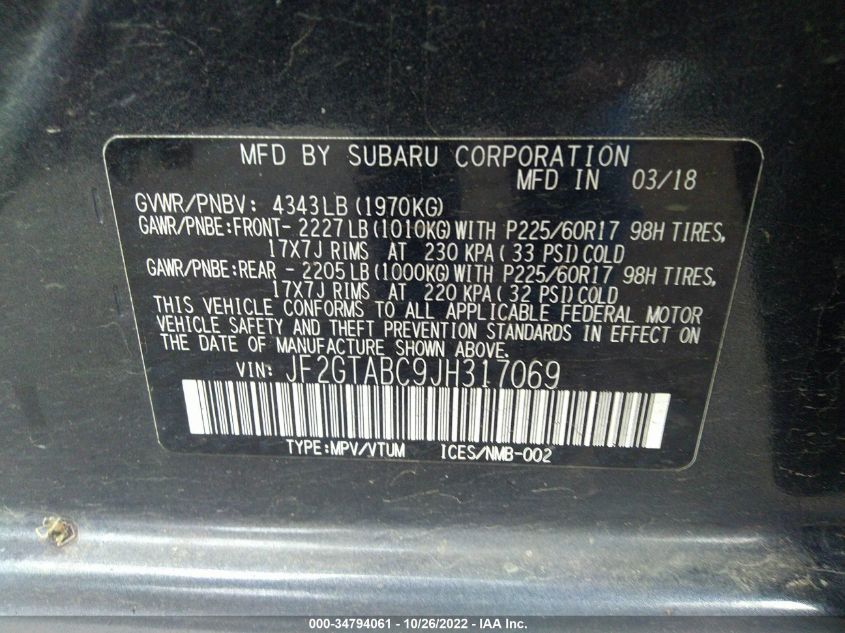 MFD BY SUBARU CORPORATION
MFD IN 03/18
GVWR/PNBV: 4343LB (1970KG)
GAWR/PNBE:FRONT- 2227LB (1010KG)WITH P225/60R17 98H TIRES,
17X7J RIMS AT 230 KPA ( 33 PSI)COLD
GAWR/PNBE:REAR - 2205LB (1000KG)WITH P225/60R17 98H TIRES,
17X7J RIMS AT 220 KPA ( 32 PSI)COLD
THIS VEHICLE CONFORMS TO ALL APPLICABLE FEDERAL MOTOR
VEHICLE SAFETY AND THEFT PREVENTION STANDARDS IN EFFECT ON
THE DATE OF MANUFACTURE SHOWN ABOVE.
VIN: JF2GTABC9JH317069
TYPE:MPV/VTUM ICES/NMB-002
000-34794061 - 10/26/2022 - IAA Inc.